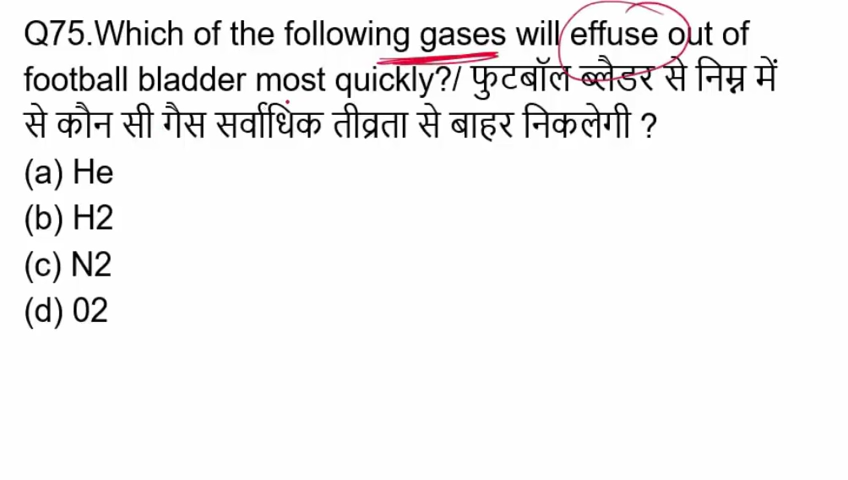 Q75.Which of the following gases will effuse out of
football bladder most quickly?/ फुटबॉल ब्लैडर से निम्न में
से कौन सी गैस सर्वाधिक तीव्रता से बाहर निकलेगी ?
(a) He
(b) H2
(c) N2
(d) 02